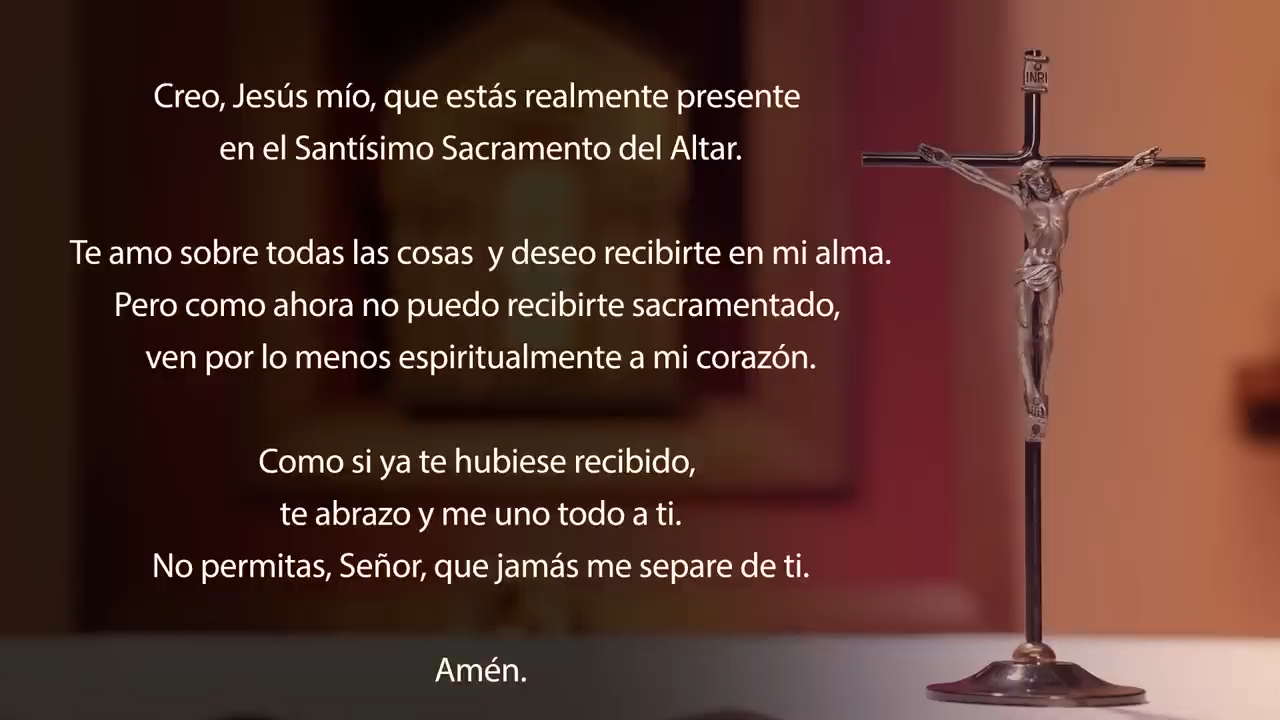 Creo, Jesús mío, que estás realmente presente
en el Santísimo Sacramento del Altar.
Te amo sobre todas las cosas  y deseo recibirte en mi alma.
Pero como ahora no puedo recibirte sacramentado,
ven por lo menos espiritualmente a mi corazón.
Como si ya te hubiese recibido,
te abrazo y me uno todo a ti.
No permitas, Señor, que jamás me separe de ti.
Amén.
INRI